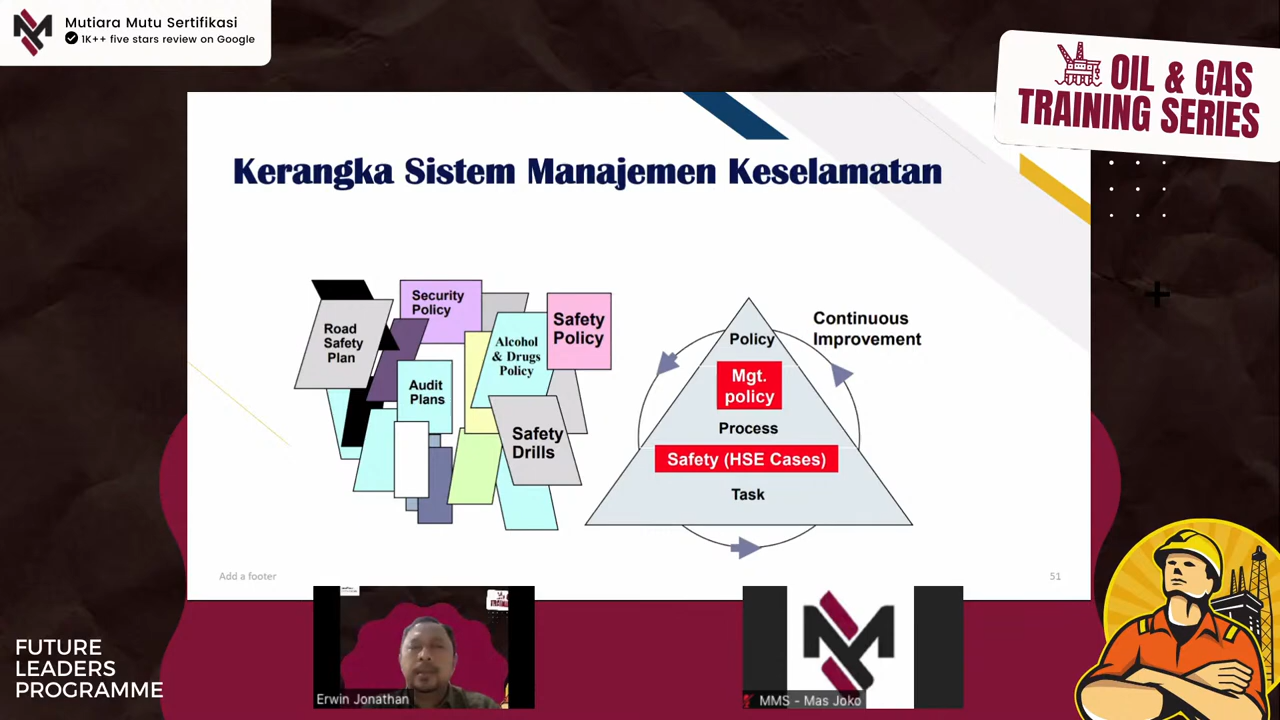 Mutiara Mutu Sertifikasi
1K++ five stars review on Google
OIL & GAS
TRAINING SERIES
Kerangka Sistem Manajemen Keselamatan
Road
Safety
Plan
Security
Policy
Audit
Plans
Alcohol
& Drugs
Policy
Safety
Policy
Safety
Drills
Policy
Mgt.
policy
Process
Safety (HSE Cases)
Task
Continuous
Improvement
Add a footer
51
FUTURE
LEADERS
PROGRAMME
Erwin Jonathan
MMS - Mas Joko